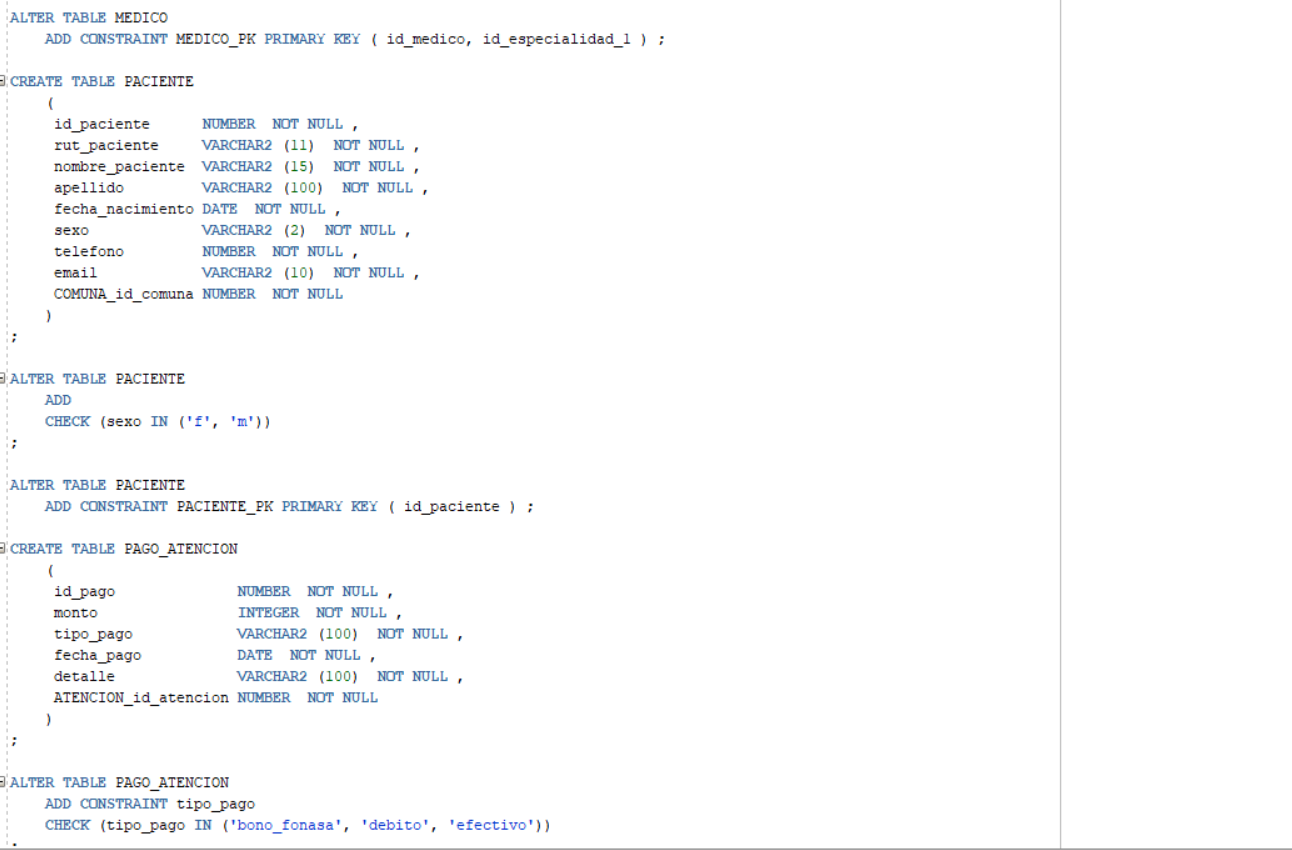 ALTER TABLE MEDICO
    ADD CONSTRAINT MEDICO_PK PRIMARY KEY ( id_medico, id_especialidad_1 ) ;
CREATE TABLE PACIENTE
    (
     id_paciente      NUMBER  NOT NULL ,
     rut_paciente     VARCHAR2 (11)  NOT NULL ,
     nombre_paciente  VARCHAR2 (15)  NOT NULL ,
     apellido         VARCHAR2 (100)  NOT NULL ,
     fecha_nacimiento DATE  NOT NULL ,
     sexo             VARCHAR2 (2)  NOT NULL ,
     telefono         NUMBER  NOT NULL ,
     email            VARCHAR2 (10)  NOT NULL ,
     COMUNA_id_comuna NUMBER  NOT NULL
    )
;
ALTER TABLE PACIENTE
    ADD
    CHECK (sexo IN ('f', 'm'))
;
ALTER TABLE PACIENTE
    ADD CONSTRAINT PACIENTE_PK PRIMARY KEY ( id_paciente ) ;
CREATE TABLE PAGO_ATENCION
    (
     id_pago              NUMBER  NOT NULL ,
     monto                INTEGER  NOT NULL ,
     tipo_pago            VARCHAR2 (100)  NOT NULL ,
     fecha_pago           DATE  NOT NULL ,
     detalle              VARCHAR2 (100)  NOT NULL ,
     ATENCION_id_atencion NUMBER  NOT NULL
    )
;
ALTER TABLE PAGO_ATENCION
    ADD CONSTRAINT tipo_pago
    CHECK (tipo_pago IN ('bono_fonasa', 'debito', 'efectivo'))